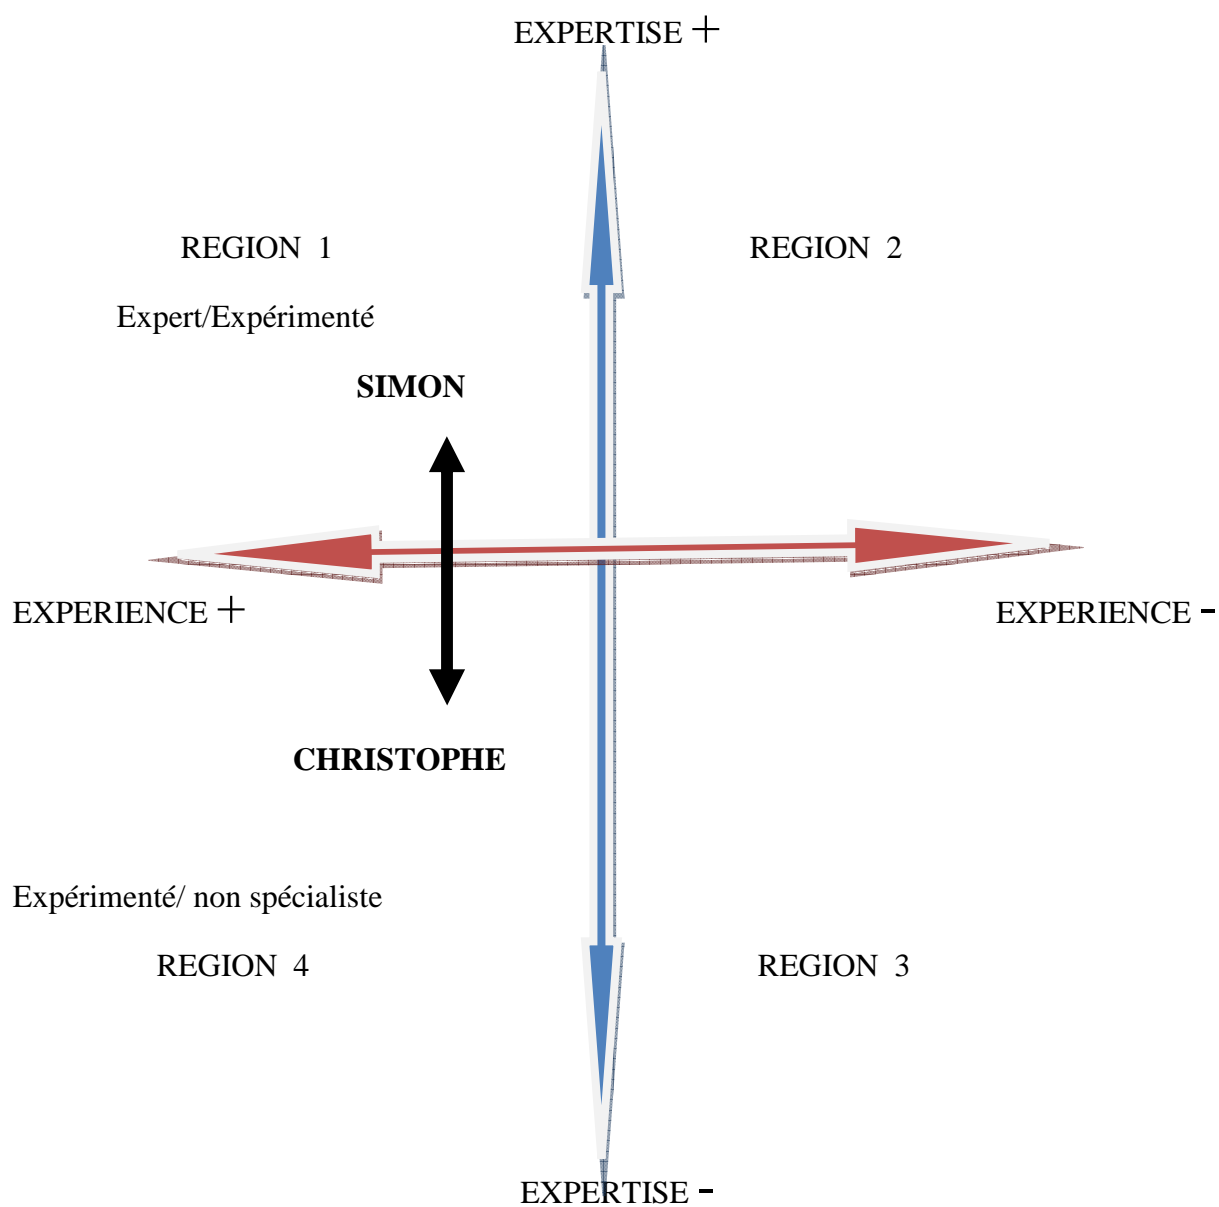 EXPERTISE +
REGION 1
REGION 2
Expert/Expérimenté
SIMON
EXPERIENCE +
EXPERIENCE -
CHRISTOPHE
Expérimenté/ non spécialiste
REGION 4
REGION 3
EXPERTISE -